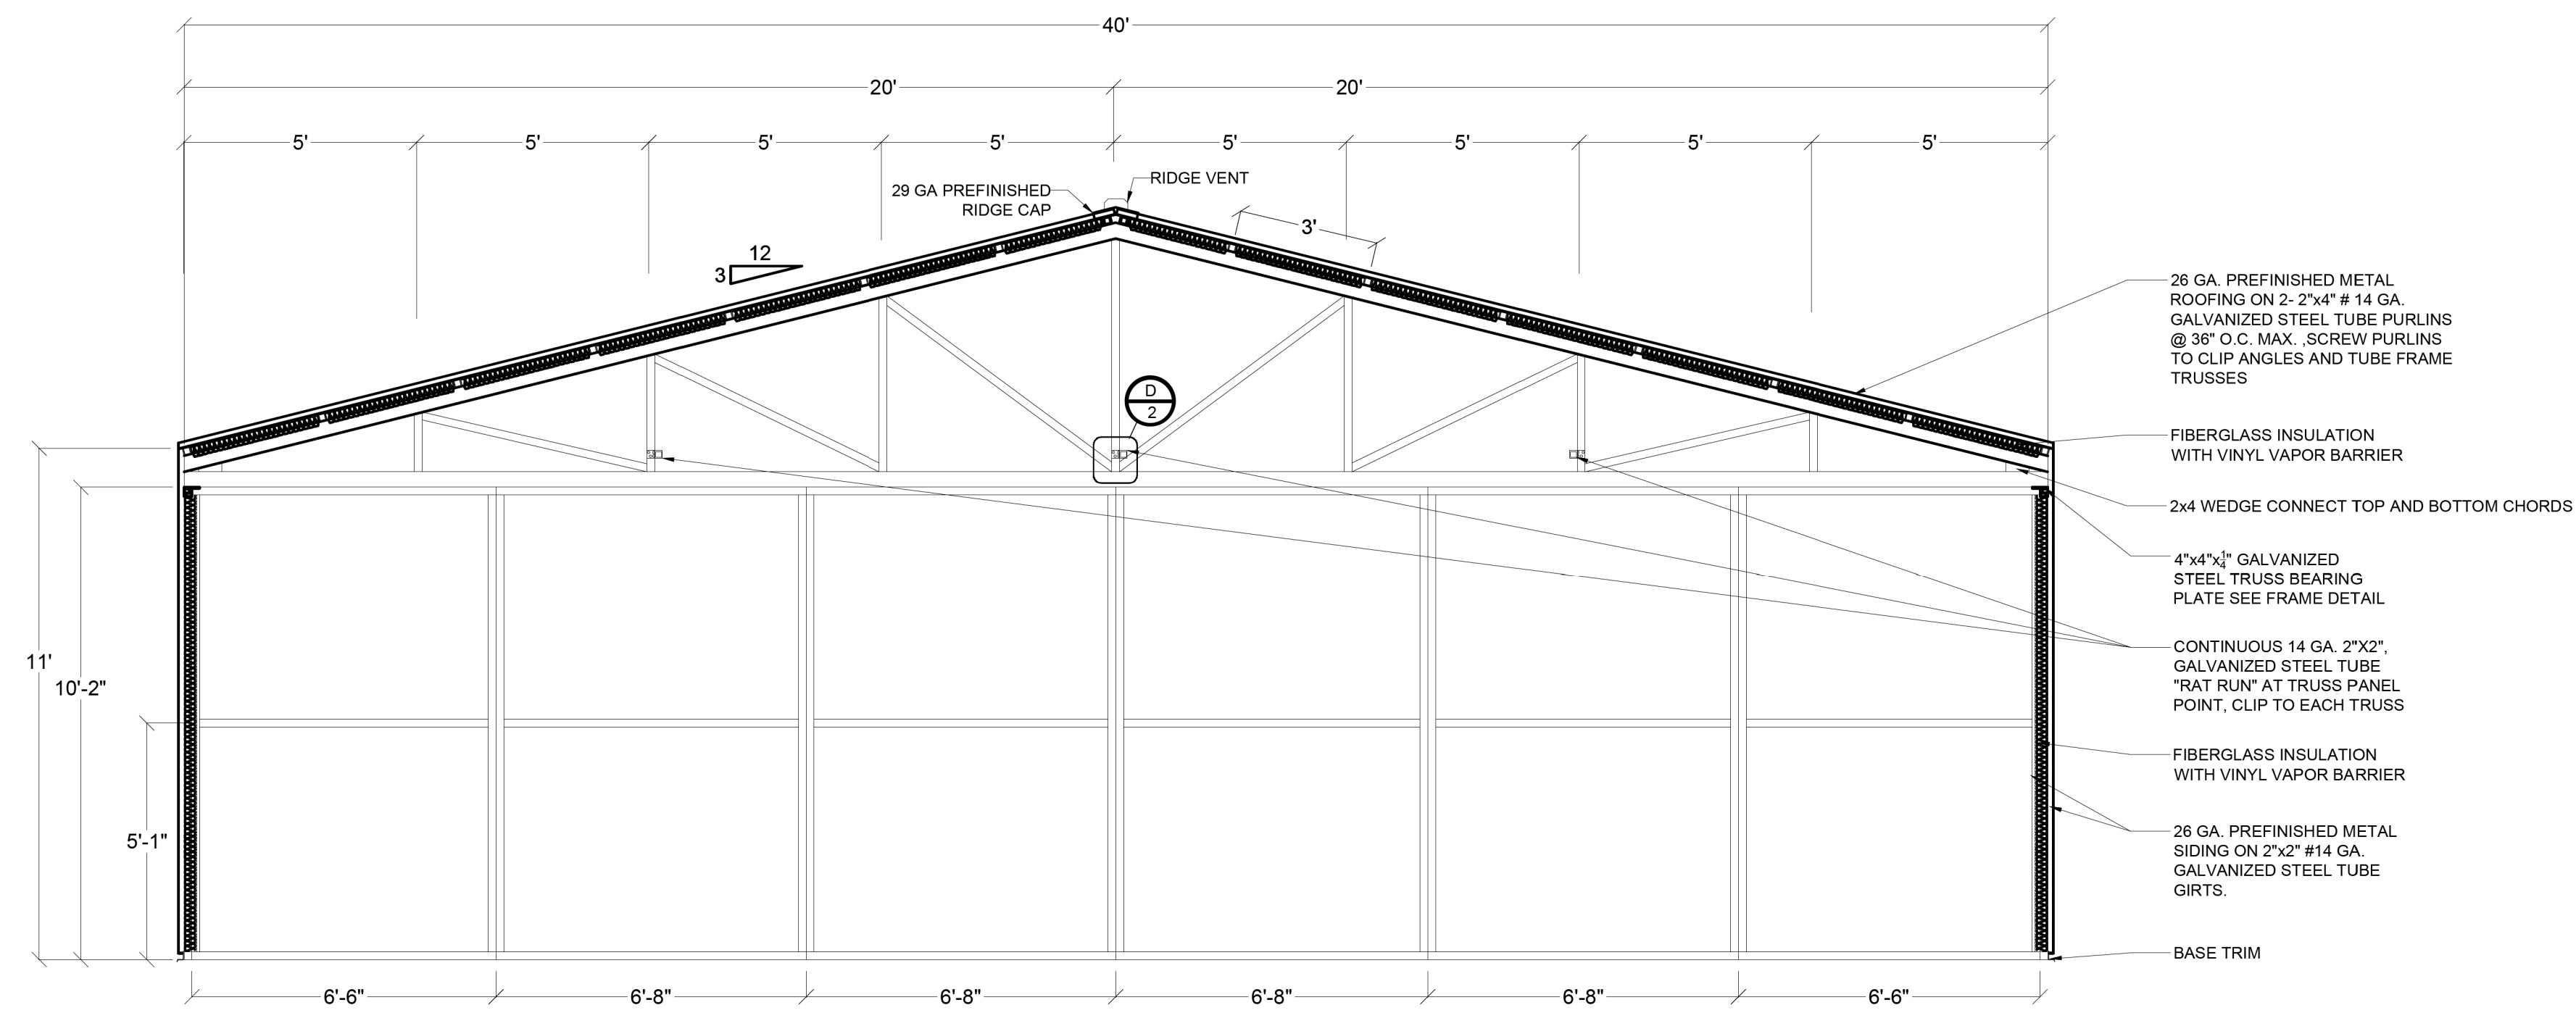 40'
20' 20'
5' 5' 5' 5' 5' 5' 5' 5'
RIDGE VENT
29 GA PREFINISHED
RIDGE CAP
3'
12
3
26 GA. PREFINISHED METAL
ROOFING ON 2- 2"x4" # 14 GA.
GALVANIZED STEEL TUBE PURLINS
@ 36" O.C. MAX. ,SCREW PURLINS
TO CLIP ANGLES AND TUBE FRAME
TRUSSES
D
2
FIBERGLASS INSULATION
WITH VINYL VAPOR BARRIER
2x4 WEDGE CONNECT TOP AND BOTTOM CHORDS
4"x4"x1/4" GALVANIZED
STEEL TRUSS BEARING
PLATE SEE FRAME DETAIL
CONTINUOUS 14 GA. 2"X2",
GALVANIZED STEEL TUBE
"RAT RUN" AT TRUSS PANEL
POINT, CLIP TO EACH TRUSS
11'
10'-2"
5'-1"
FIBERGLASS INSULATION
WITH VINYL VAPOR BARRIER
26 GA. PREFINISHED METAL
SIDING ON 2"x2" #14 GA.
GALVANIZED STEEL TUBE
GIRTS.
BASE TRIM
6'-6" 6'-8" 6'-8" 6'-8" 6'-8" 6'-6"